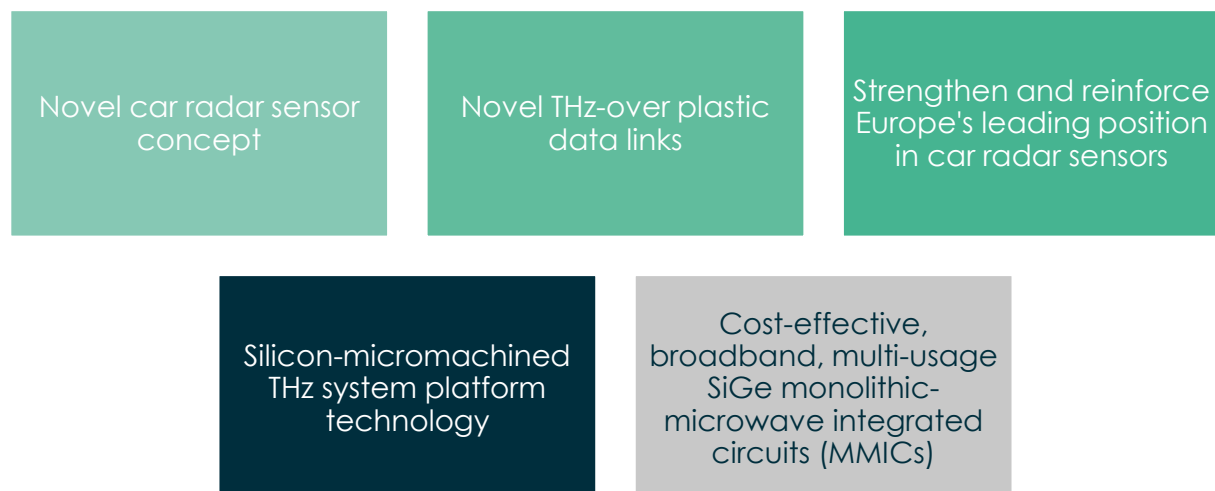 Novel car radar sensor
concept
Novel THz-over plastic
data links
Strengthen and reinforce
Europe's leading position
in car radar sensors
Silicon-micromachined
THz system platform
technology
Cost-effective,
broadband, multi-usage
SiGe monolithic-
microwave integrated
circuits (MMICs)